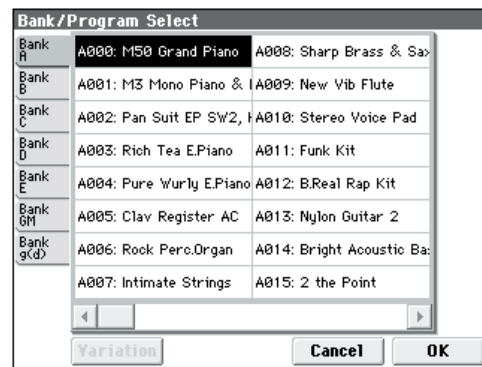 Bank/Program Select
Bank A
Bank B
Bank C
Bank D
Bank E
Bank GM
Bank g(d)
A000: M50 Grand Piano
A001: M3 Mono Piano &
A002: Pan Suit EP SW2,
A003: Rich Tea E.Piano
A004: Pure Wurly E.Piano
A005: Clav Register AC
A006: Rock Perc.Organ
A007: Intimate Strings
A008: Sharp Brass & Sax
A009: New Vib Flute
A010: Stereo Voice Pad
A011: Funk Kit
A012: B.Real Rap Kit
A013: Nylon Guitar 2
A014: Bright Acoustic Ba
A015: 2 the Point
Variation
Cancel
OK